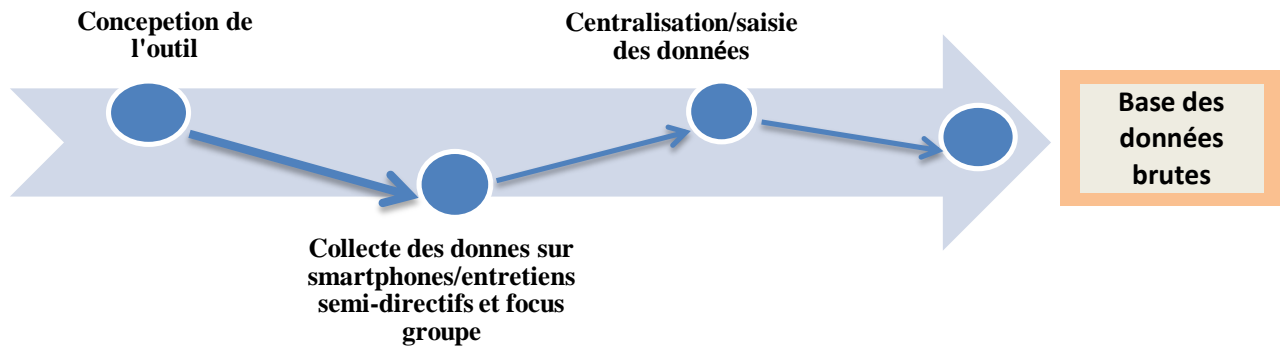 Concepetion de
l'outil
Collecte des donnes sur
smartphones/entretiens
semi-directifs et focus
groupe
Centralisation/saisie
des données
Base des
données
brutes